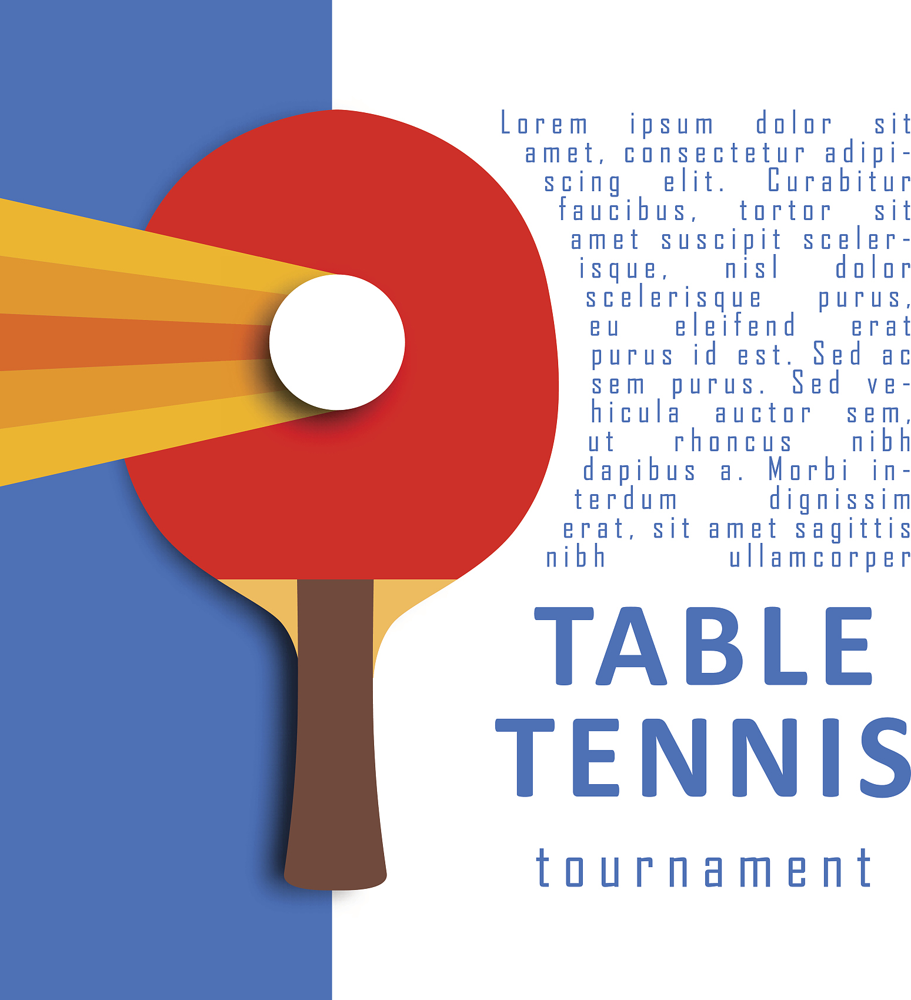 Lorem ipsum dolor sit
amet, consectetur adipi-
scing elit. Curabitur
faucibus, tortor sit
amet suscipit sceler-
isque, nisl dolor
scelerisque purus,
eu eleifend erat
purus id est. Sed ac
sem purus. Sed ve-
hicula auctor sem,
ut rhoncus nibh
dapibus a. Morbi in-
terdum dignissim
erat, sit amet sagittis
nibh ullamcorper
TABLE
TENNIS
tournament